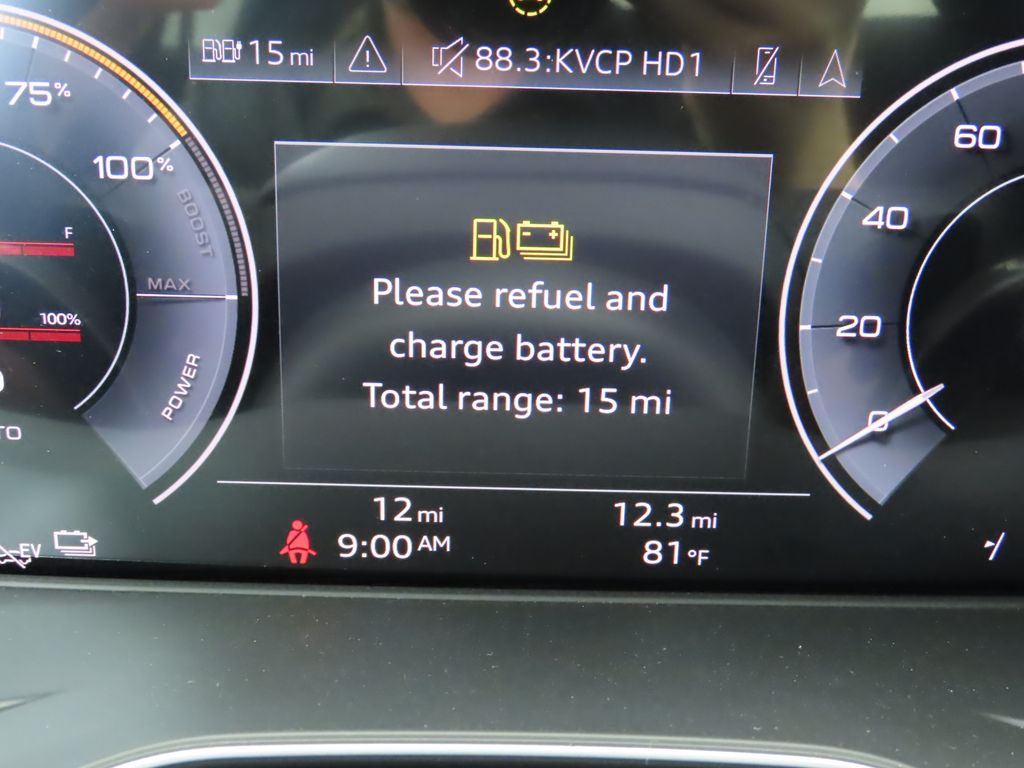 15 mi
88.3:KVCP HD1
75%
100%
BOOST
MAX
POWER
F
100%
Please refuel and
charge battery.
Total range: 15 mi
60
40
20
0
12 mi
12.3 mi
EV
9:00 AM
81°F